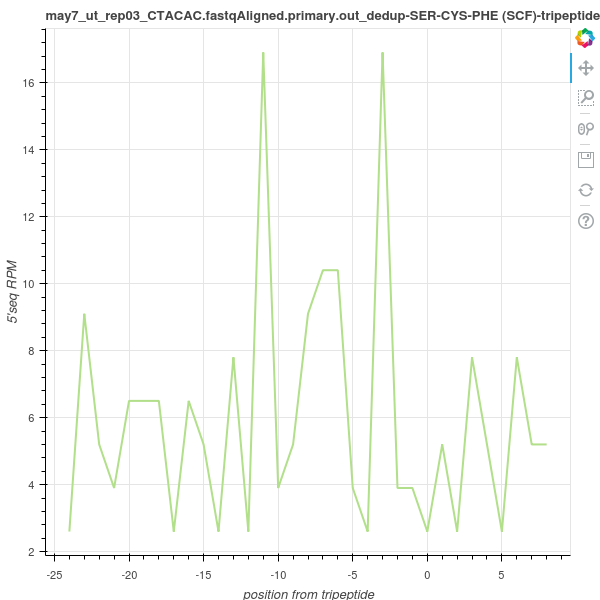 may7_ut_rep03_CTACAC.fastqAligned.primary.out_dedup-SER-CYS-PHE (SCF)-tripeptide
16
14
12
10
8
6
4
2
5'seq RPM
-25 -20 -15 -10 -5 0 5
position from tripeptide